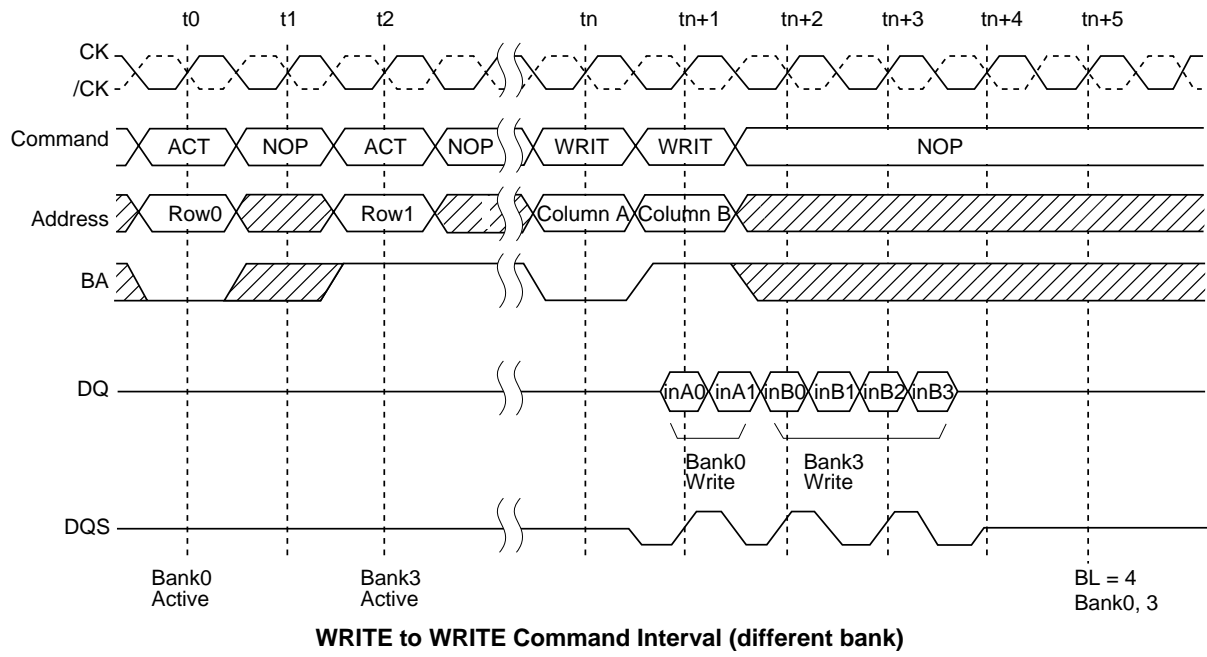 t0 t1 t2 tn tn+1 tn+2 tn+3 tn+4 tn+5
CK
/CK
Command ACT NOP ACT NOP WRIT WRIT NOP
Address Row0 Row1 Column A Column B
BA
DQ inA0 inA1 inB0 inB1 inB2 inB3
Bank0 Bank3
Write Write
DQS
Bank0 Bank3 BL = 4
Active Active Bank0, 3
WRITE to WRITE Command Interval (different bank)